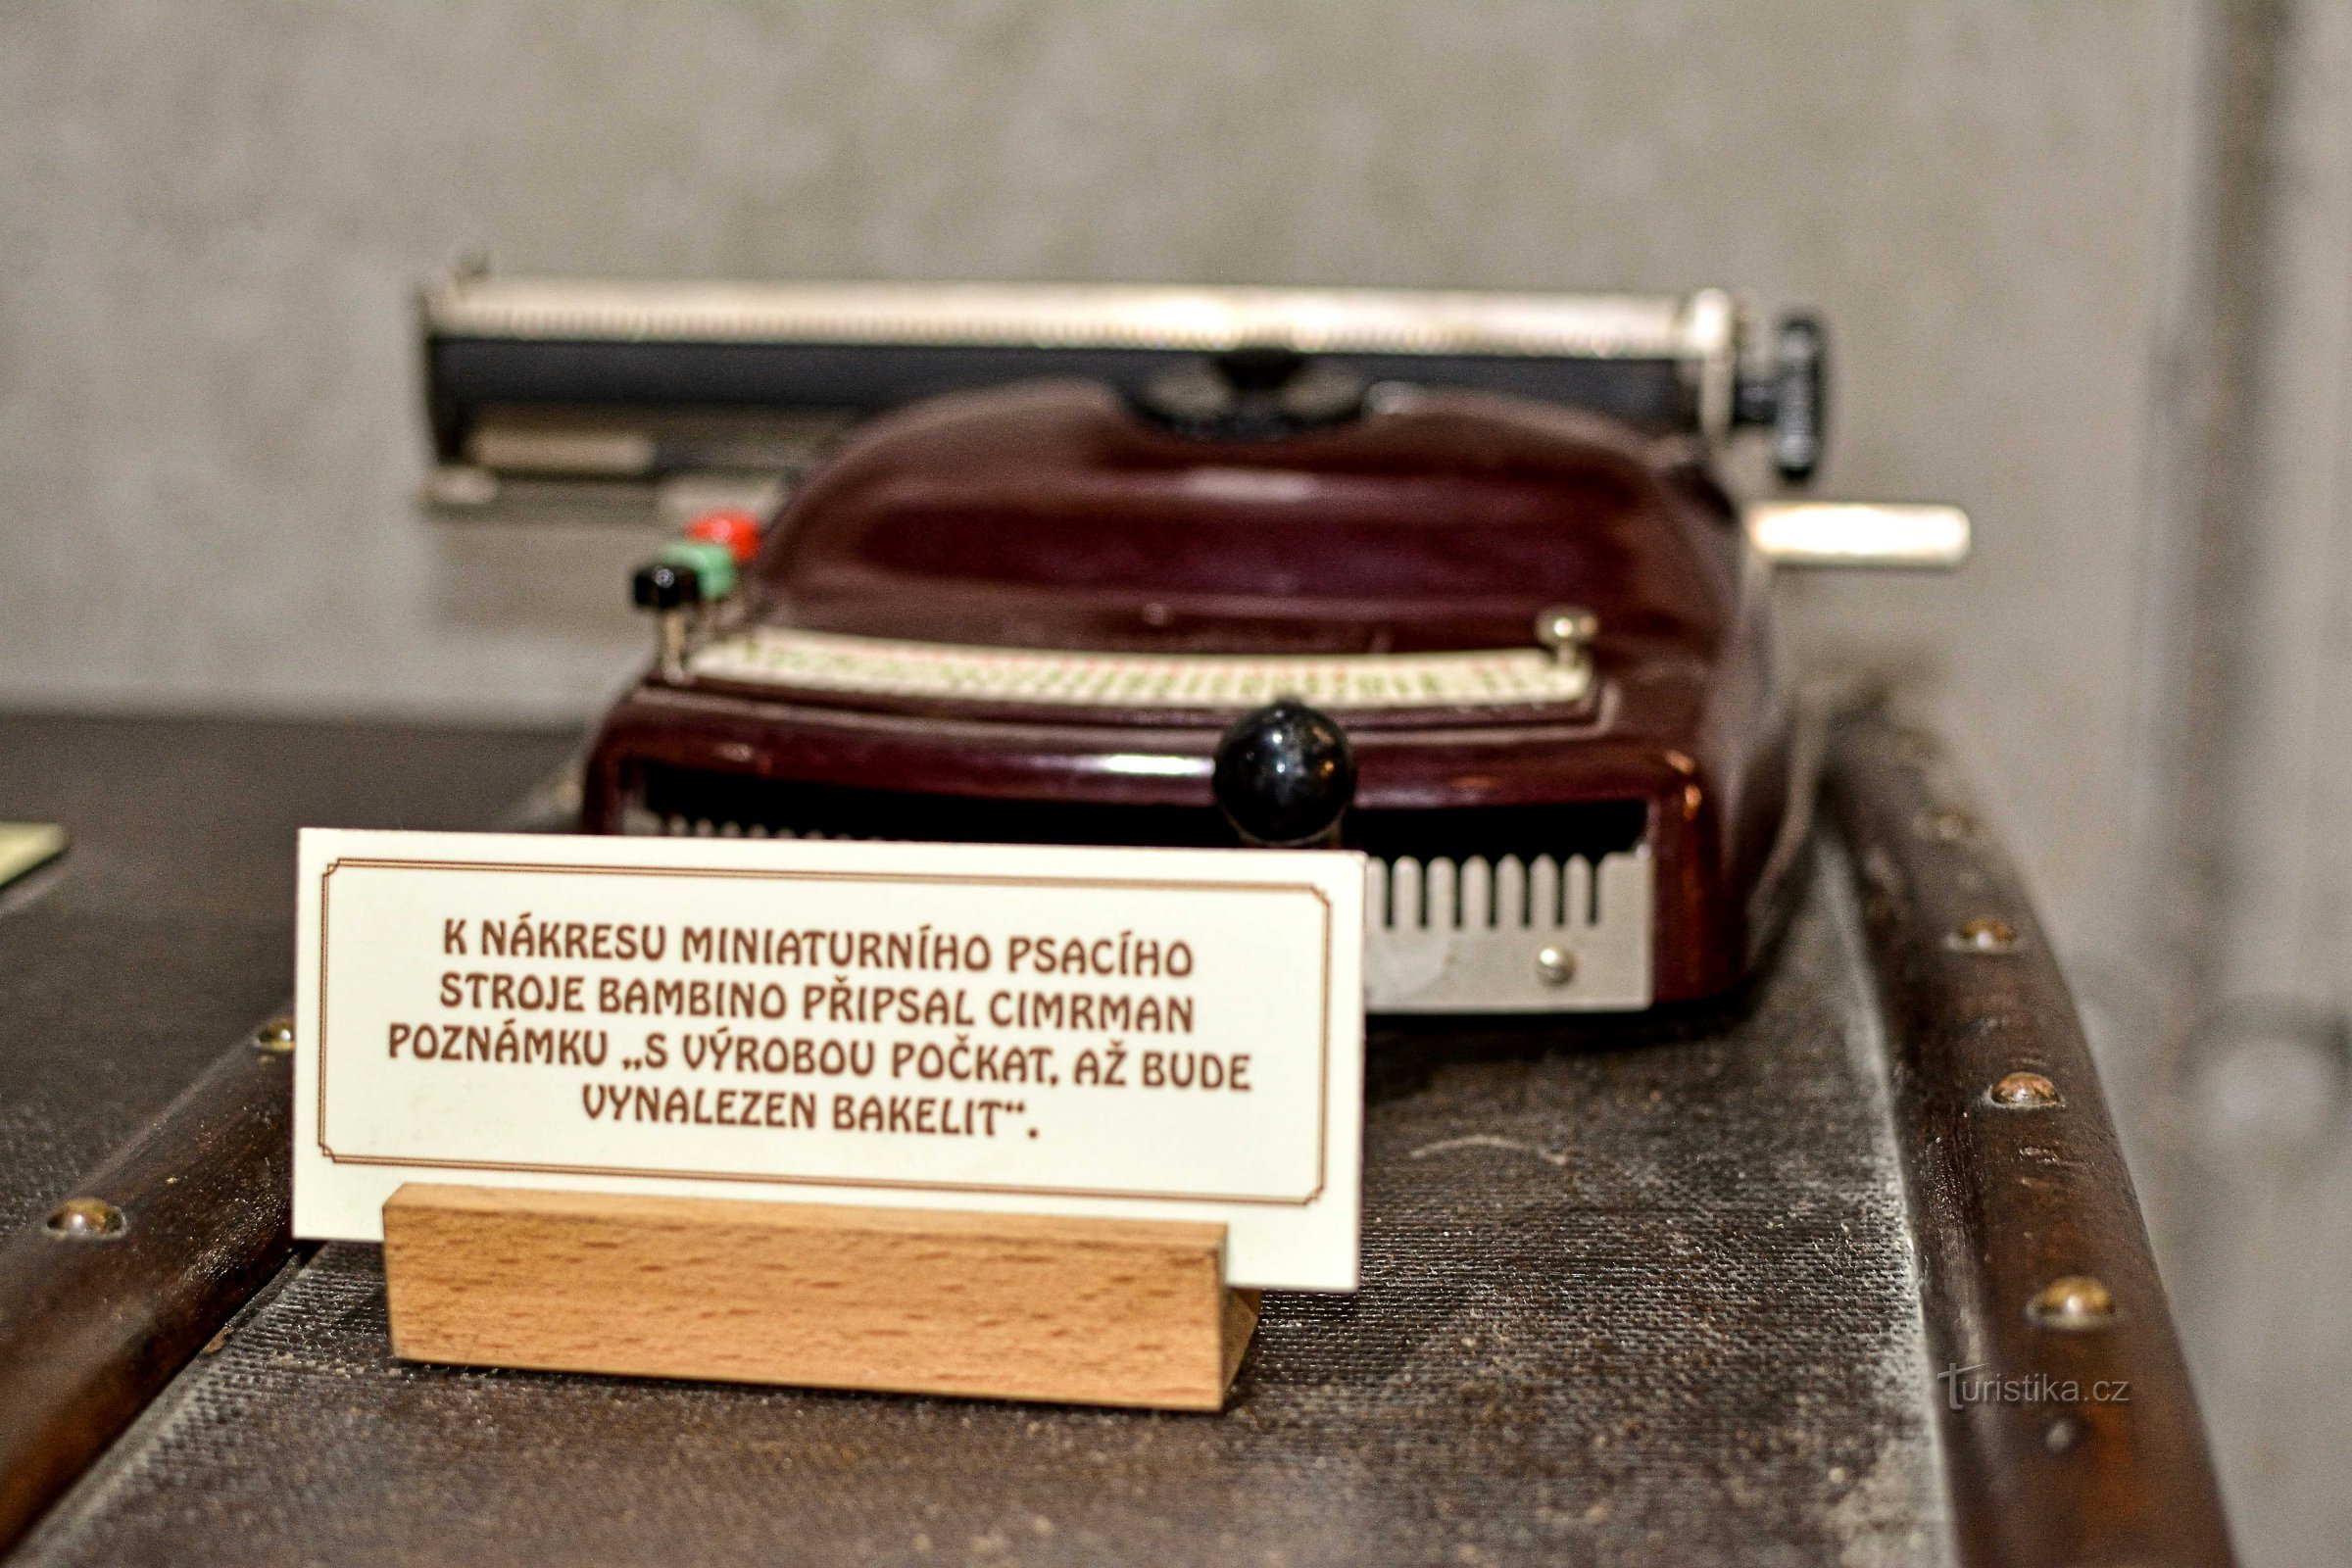 K NÁKRESU MINIATURNÍHO PSACÍHO
STROJE BAMBINO PŘIPSAL CIMRMAN
POZNÁMKU „S VÝROBOU POČKAT, AŽ BUDE
VYNALEZEN BAKELIT“.
Turistika.cz